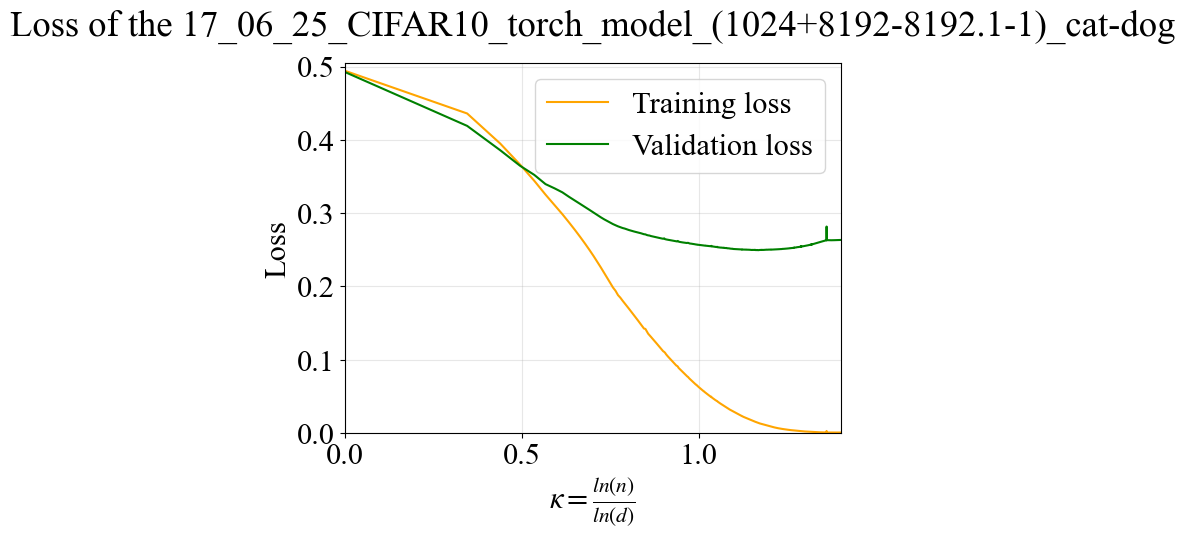 Loss of the 17_06_25_CIFAR10_torch_model_(1024+8192-8192.1-1)_cat-dog
0.5
0.4
0.3
0.2
0.1
0.0
Loss
Training loss
Validation loss
0.0 0.5 1.0
κ = ln(n)/ln(d)